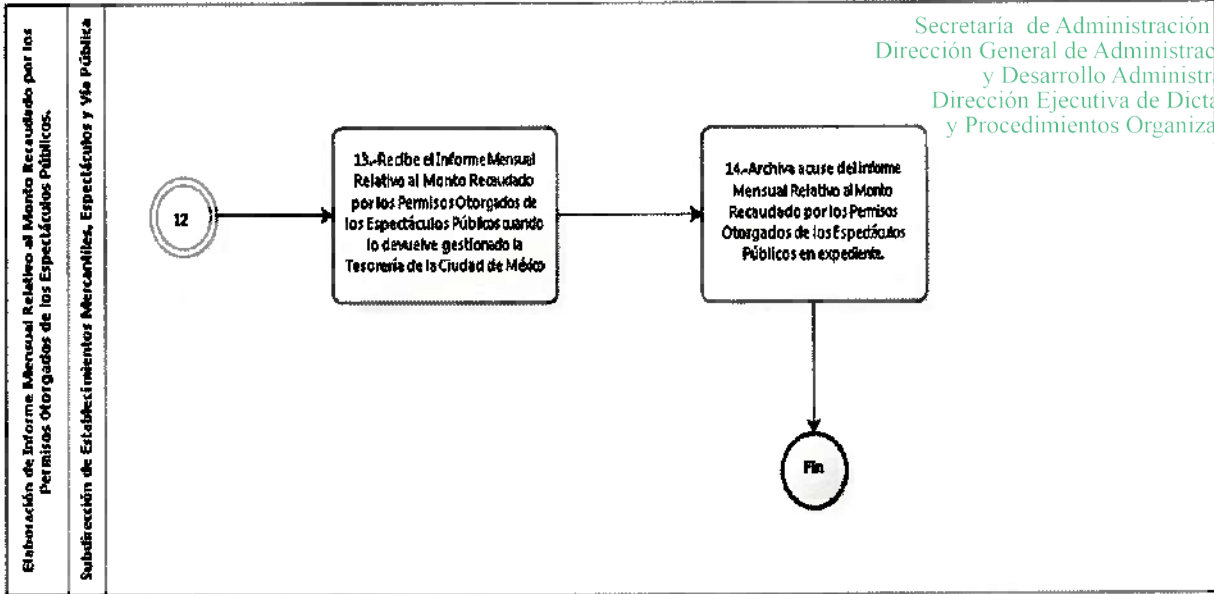 Elaboración de Informe Mensual Relativo al Monto Recaudado por los
Permisos Otorgados de los Espectáculos Públicos.
Subdirección de Establecimientos Mercantiles, Espectáculos y Vía Pública
Secretaría de Administración
Dirección General de Administrac
y Desarrollo Administr
Dirección Ejecutiva de Dicta
y Procedimientos Organiza
12
13.-Recibe el Informe Mensual
Relativo al Monto Recaudado
por los Permisos Otorgados de
los Espectáculos Públicos cuando
lo devuelve gestionado la
Tesorería de la Ciudad de México
14.-Archiva acuse del informe
Mensual Relativo al Monto
Recaudado por los Permisos
Otorgados de los Espectáculos
Públicos en expediente.
Fin